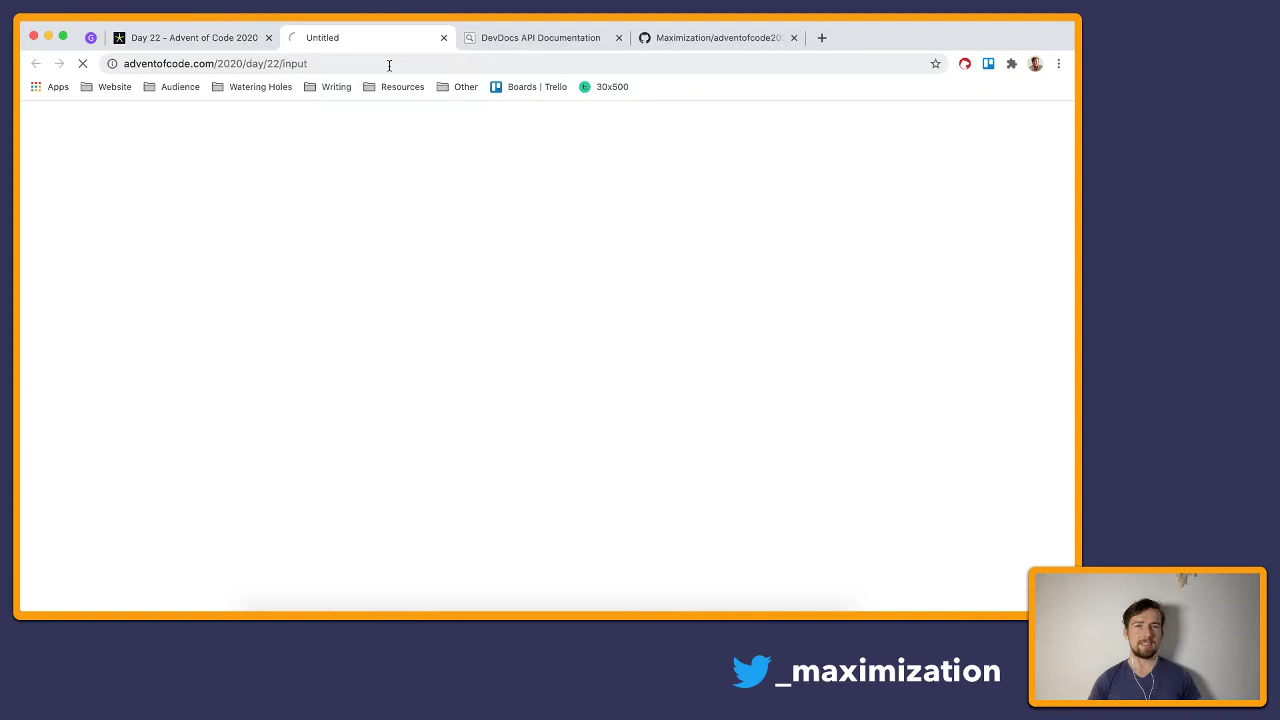 G
Day 22 - Advent of Code 2020
Untitled
DevDocs API Documentation
Maximization/adventofcode20
adventofcode.com/2020/day/22/input
Apps
Website
Audience
Watering Holes
Writing
Resources
Other
Boards | Trello
30x500
_maximization